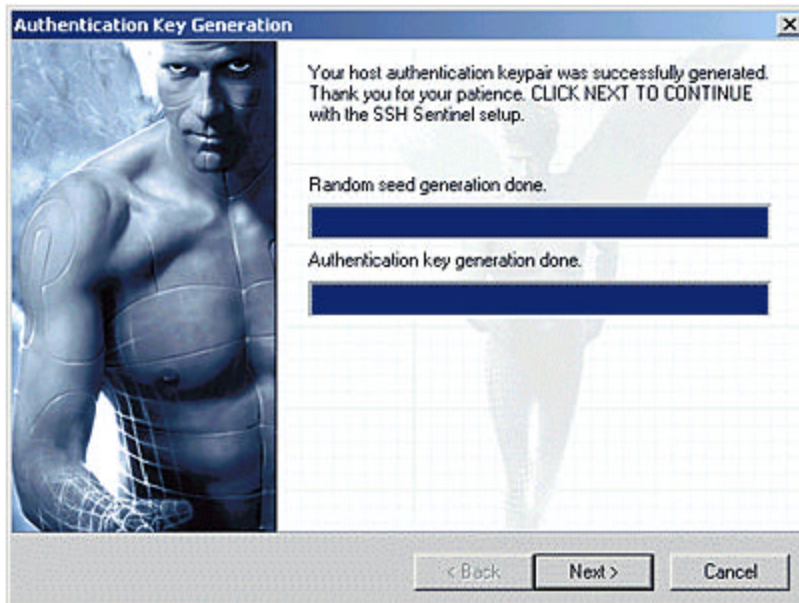 Authentication Key Generation
Your host authentication keypair was successfully generated.
Thank you for your patience. CLICK NEXT TO CONTINUE
with the SSH Sentinel setup.
Random seed generation done.
Authentication key generation done.
< Back Next > Cancel